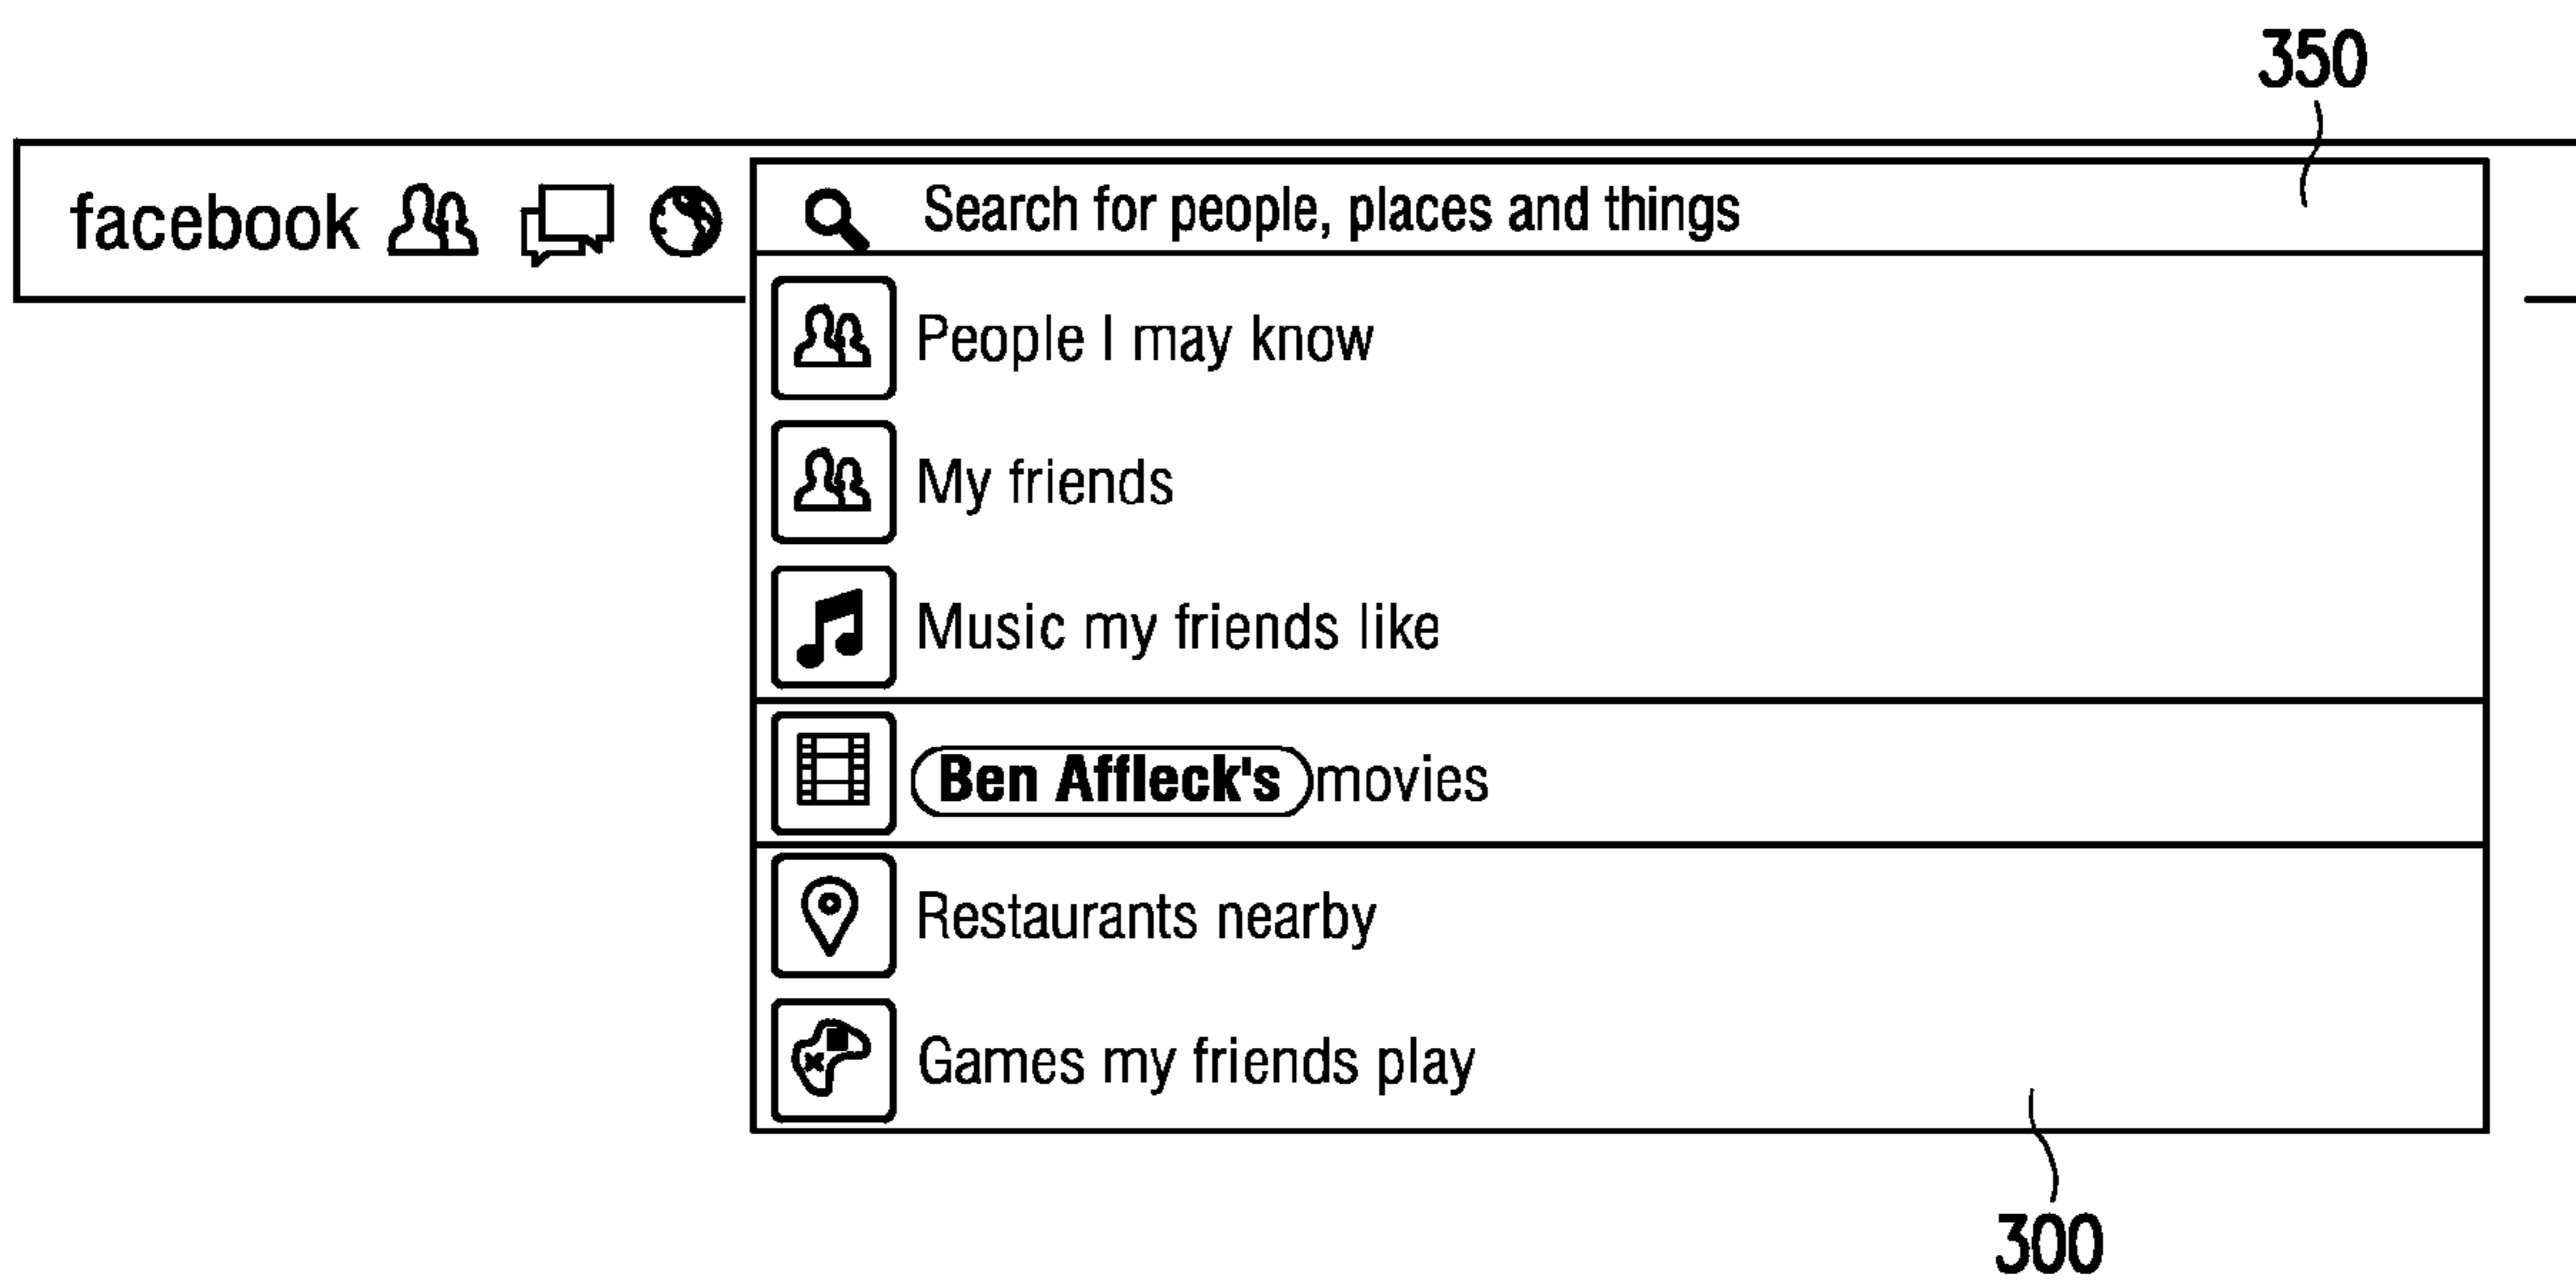 350
facebook
Search for people, places and things
People I may know
My friends
Music my friends like
Ben Affleck's movies
Restaurants nearby
Games my friends play
300